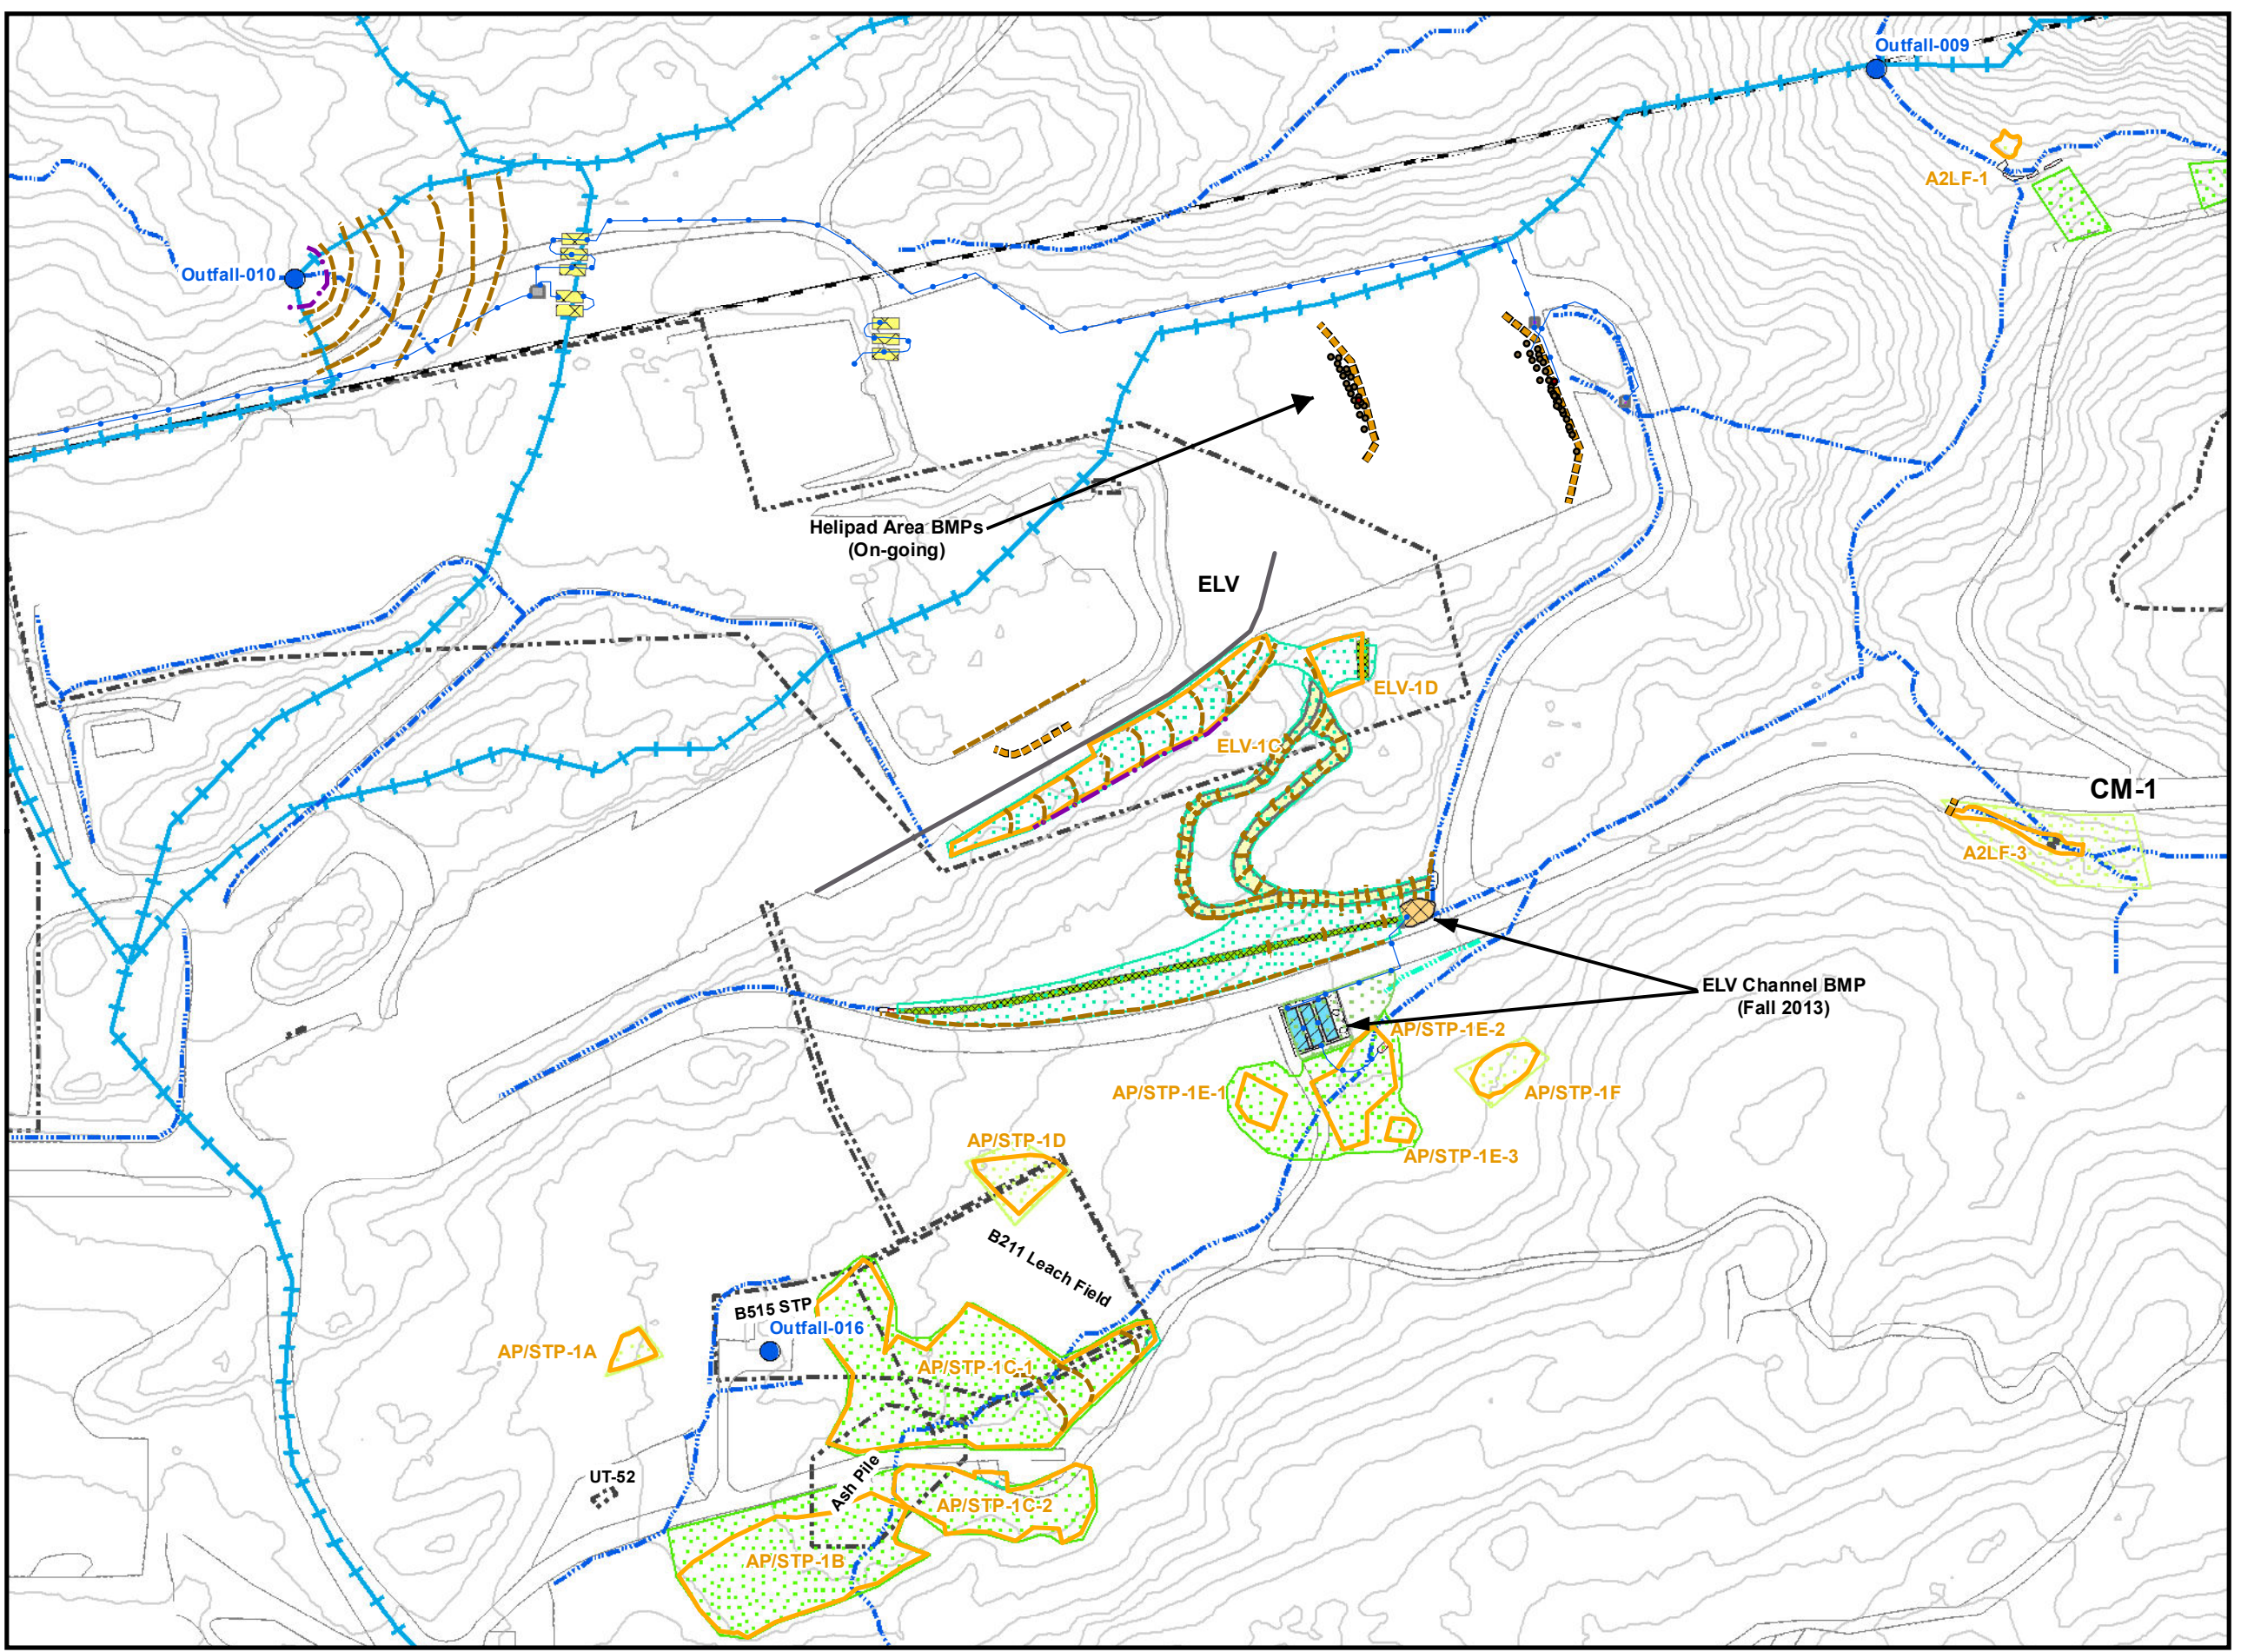 Outfall-009
A2LF-1
Outfall-010
Helipad Area BMPs
(On-going)
ELV
ELV-1D
ELV-1C
CM-1
A2LF-3
ELV Channel BMP
(Fall 2013)
AP/STP-1E-2
AP/STP-1E-1
AP/STP-1F
AP/STP-1D
AP/STP-1E-3
B211 Leach Field
B515 STP
Outfall-016
AP/STP-1A
AP/STP-1C-1
UT-52
Ash Pile
AP/STP-1C-2
AP/STP-1B